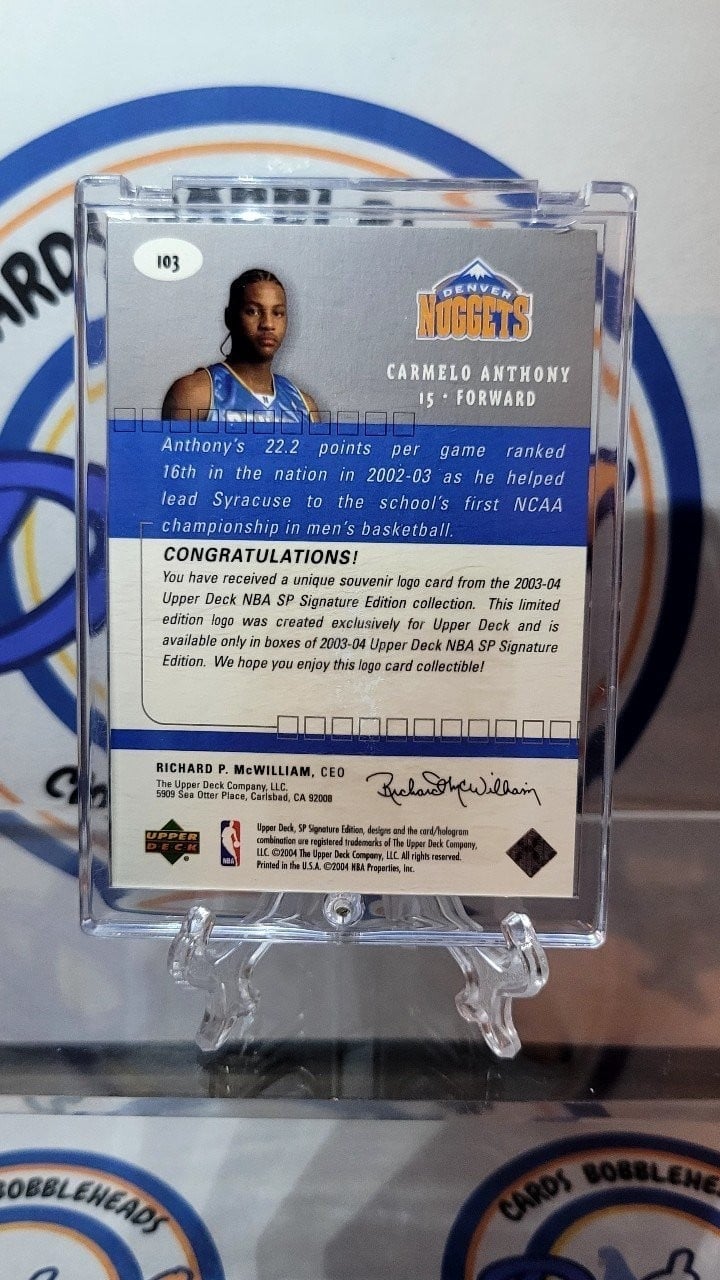 103
DENVER
NUGGETS
CARMELO ANTHONY
15 • FORWARD
Anthony's 22.2 points per game ranked
16th in the nation in 2002-03 as he helped
lead Syracuse to the school's first NCAA
championship in men's basketball.
CONGRATULATIONS!
You have received a unique souvenir logo card from the 2003-04
Upper Deck NBA SP Signature Edition collection. This limited
edition logo was created exclusively for Upper Deck and is
available only in boxes of 2003-04 Upper Deck NBA SP Signature
Edition. We hope you enjoy this logo card collectible!
RICHARD P. McWILLIAM, CEO
The Upper Deck Company, LLC.
5909 Sea Otter Place, Carlsbad, CA 92008
Richard McWilliam
UPPER
DECK
NBA
Upper Deck, SP Signature Edition, designs and the card/hologram
combination are registered trademarks of The Upper Deck Company,
LLC. ©2004 The Upper Deck Company, LLC. All rights reserved.
Printed in the U.S.A. ©2004 NBA Properties, Inc.
BOBBLEHEADS
CARDS BOBBLEHE